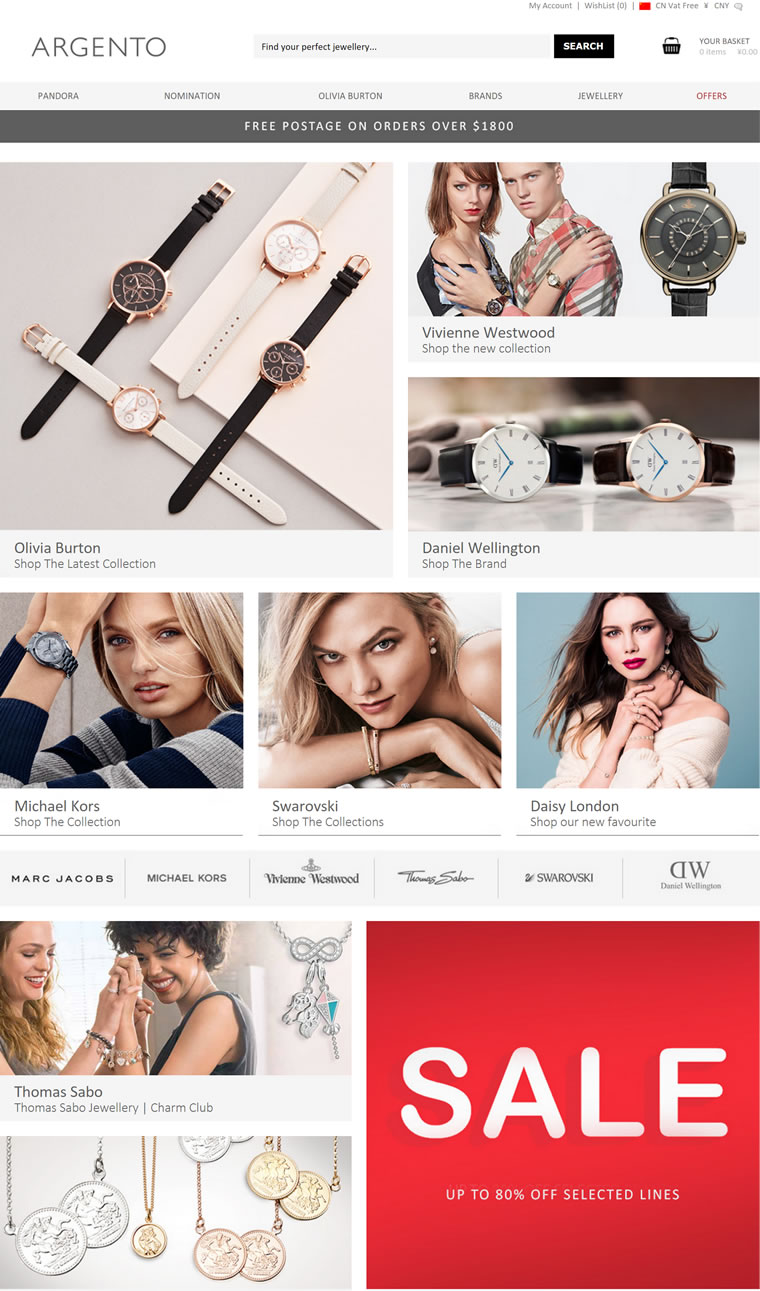 My Account | WishList (0) | CN Vat Free ¥ CNY
ARGENTO
Find your perfect jewellery...
SEARCH
YOUR BASKET
0 items ¥0.00
PANDORA NOMINATION OLIVIA BURTON BRANDS JEWELLERY OFFERS
FREE POSTAGE ON ORDERS OVER $1800
Vivienne Westwood
Shop the new collection
Olivia Burton
Shop The Latest Collection
Daniel Wellington
Shop The Brand
Michael Kors
Shop The Collection
Swarovski
Shop The Collections
Daisy London
Shop our new favourite
MARC JACOBS
MICHAEL KORS
Vivienne Westwood
Thomas Sabo
SWAROVSKI
DW
Daniel Wellington
Thomas Sabo
Thomas Sabo Jewellery | Charm Club
SALE
UP TO 80% OFF SELECTED LINES